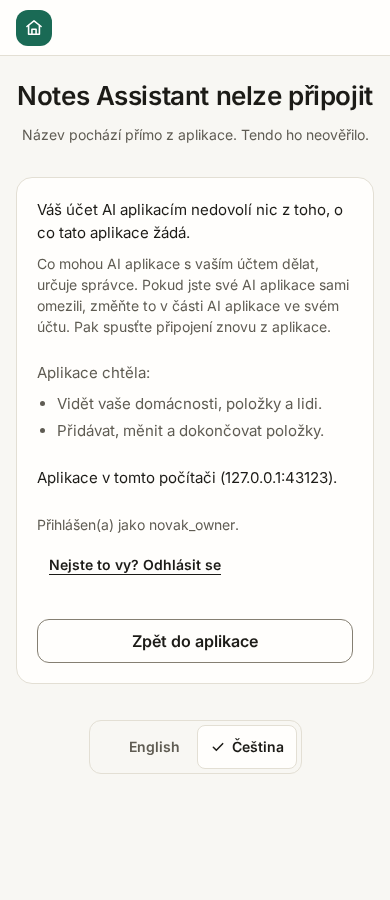 Notes Assistant nelze připojit
Název pochází přímo z aplikace. Tendo ho neověřilo.
Váš účet AI aplikacím nedovolí nic z toho, o
co tato aplikace žádá.
Co mohou AI aplikace s vaším účtem dělat,
určuje správce. Pokud jste své AI aplikace sami
omezili, změňte to v části AI aplikace ve svém
účtu. Pak spusťte připojení znovu z aplikace.
Aplikace chtěla:
• Vidět vaše domácnosti, položky a lidi.
• Přidávat, měnit a dokončovat položky.
Aplikace v tomto počítači (127.0.0.1:43123).
Přihlášen(a) jako novak_owner.
Nejste to vy? Odhlásit se
Zpět do aplikace
English
Čeština